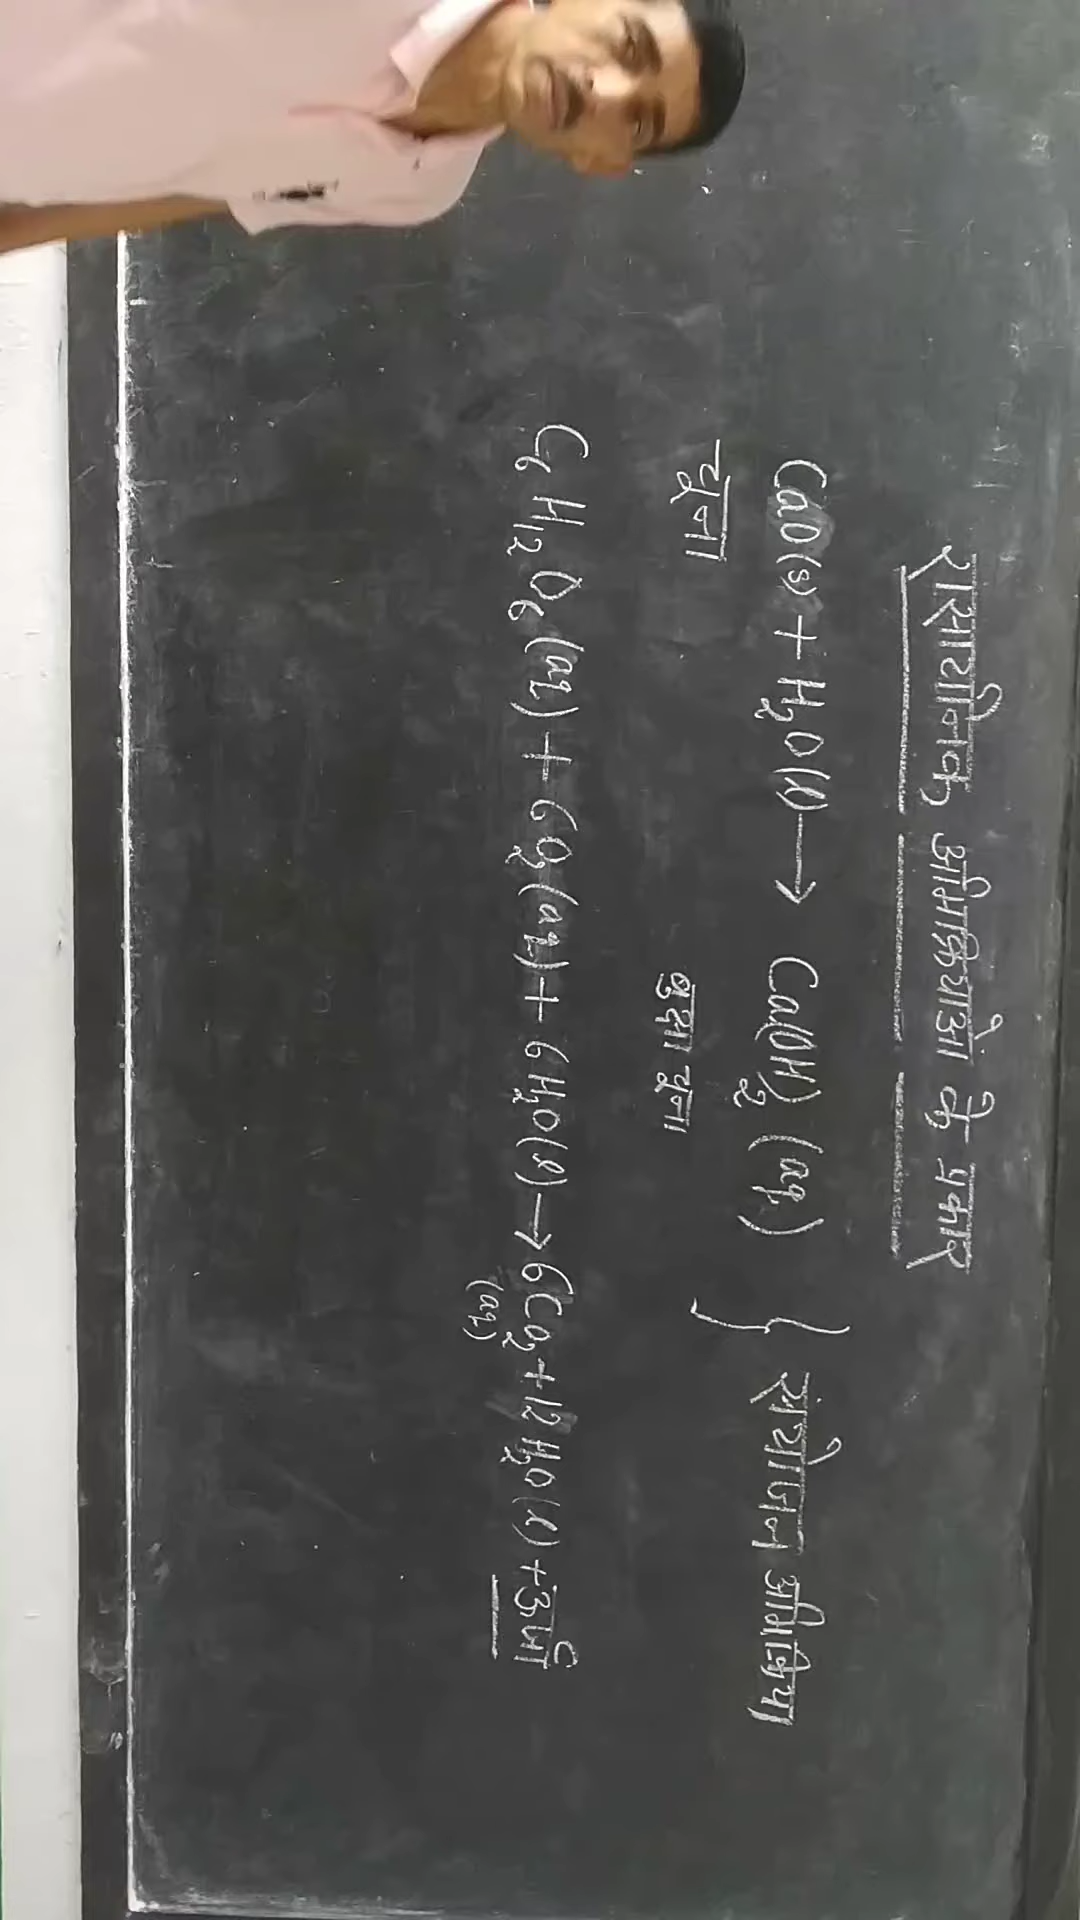 रासायनिक अभिक्रियाओं के प्रकार
CaO(s) + H₂O(l) → Ca(OH)₂ (aq) } संयोजन अभिक्रिया
चूना
बुझा चूना
C₆H₁₂O₆ (aq) + 6O₂ (aq) + 6H₂O(l) → 6CO₂ + 12H₂O(l) + ऊर्जा
(aq)